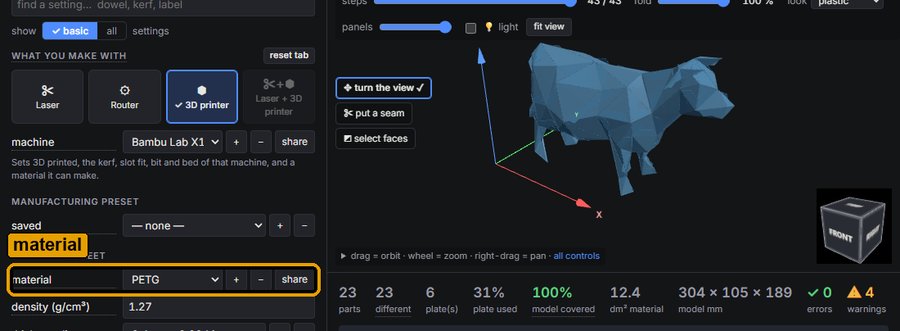 find a setting... dowel, kerf, label
show ✓ basic all settings
WHAT YOU MAKE WITH reset tab
Laser
Router
✓ 3D printer
Laser + 3D printer
machine Bambu Lab X1 + − share
Sets 3D printed, the kerf, slot fit, bit and bed of that machine, and a
material it can make.
MANUFACTURING PRESET
saved — none — + −
material
EET
material PETG + − share
density (g/cm³) 1.27
steps 43 / 43 fold 100 % look plastic
panels light fit view
turn the view ✓
put a seam
select faces
Y
X
FRONT
▶ drag = orbit · wheel = zoom · right-drag = pan · all controls
23 23 6 31% 100% 12.4 304 × 105 × 189 ✓ 0 ⚠ 4
parts different plate(s) plate used model covered dm² material model mm errors warnings